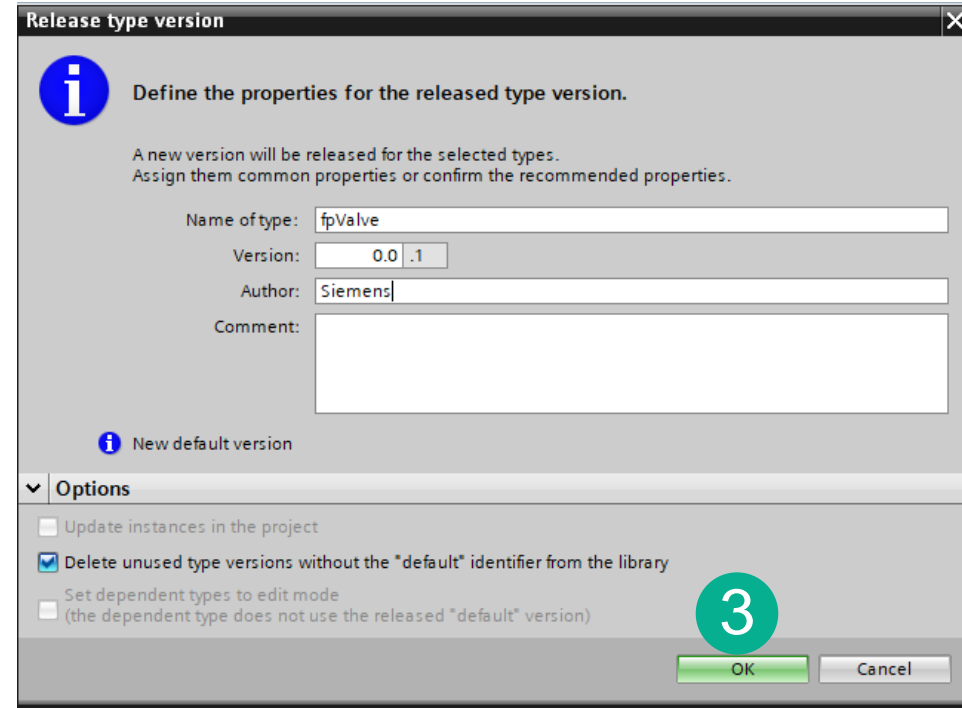 Release type version
Define the properties for the released type version.
A new version will be released for the selected types.
Assign them common properties or confirm the recommended properties.
Name of type: fpValve
Version: 0.0 .1
Author: Siemens
Comment:
New default version
Options
Update instances in the project
Delete unused type versions without the "default" identifier from the library
Set dependent types to edit mode
(the dependent type does not use the released "default" version)
3
OK Cancel